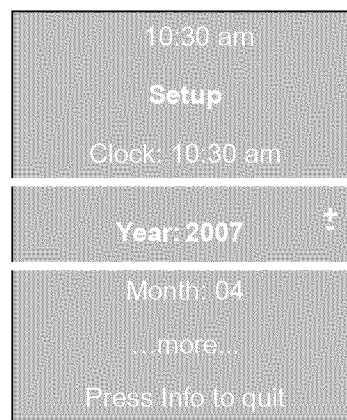 10:30 am
Setup
Clock: 10:30 am
Year: 2007 ±
Month: 04
...more...
Press Info to quit